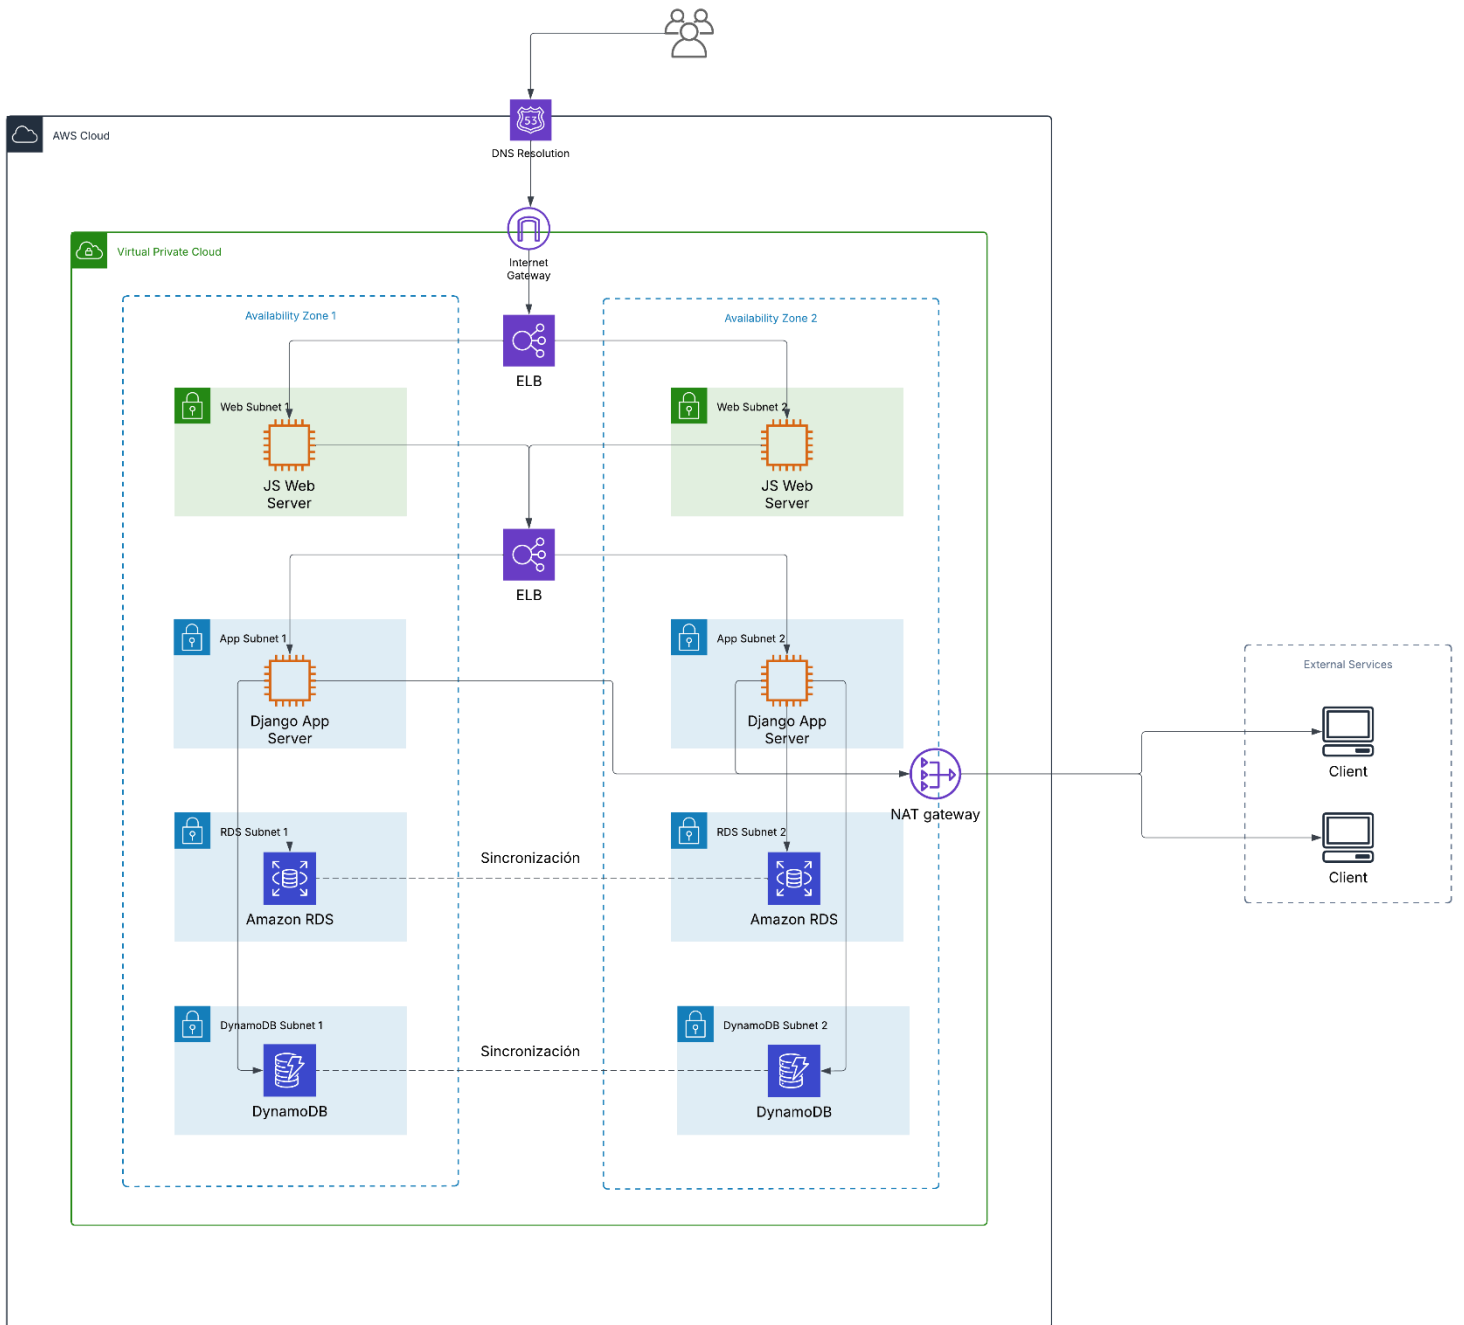 53
DNS Resolution
AWS Cloud
Virtual Private Cloud
Internet
Gateway
Availability Zone 1
Availability Zone 2
ELB
Web Subnet 1
Web Subnet 2
JS Web
Server
JS Web
Server
ELB
App Subnet 1
App Subnet 2
Django App
Server
Django App
Server
External Services
Client
NAT gateway
Client
RDS Subnet 1
RDS Subnet 2
Sincronización
Amazon RDS
Amazon RDS
DynamoDB Subnet 1
DynamoDB Subnet 2
Sincronización
DynamoDB
DynamoDB